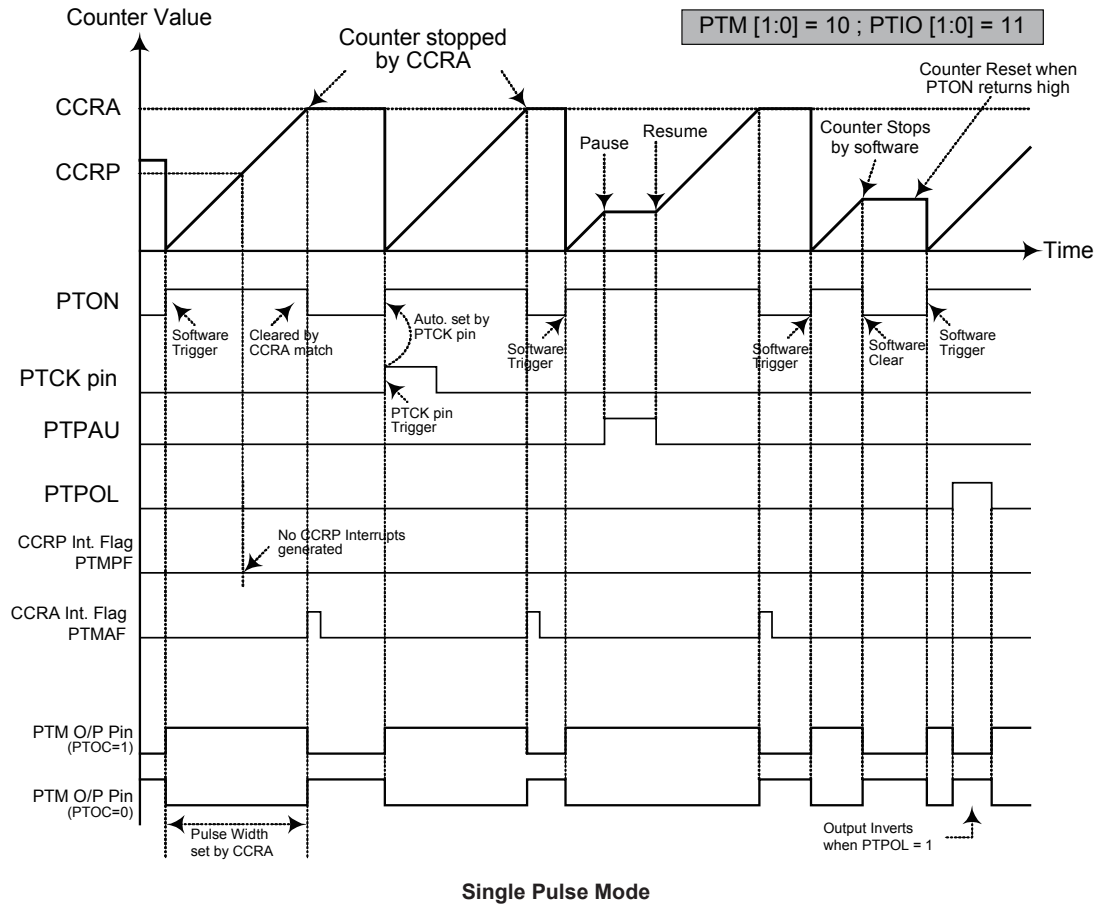 Counter Value
PTM [1:0] = 10 ; PTIO [1:0] = 11
Counter stopped
by CCRA
Counter Reset when
PTON returns high
CCRA
Pause
Resume
Counter Stops
by software
CCRP
Time
PTON
Software
Trigger
Cleared by
CCRA match
Auto. set by
PTCK pin
Software
Trigger
Software
Trigger
Software
Clear
Software
Trigger
PTCK pin
PTCK pin
Trigger
PTPAU
PTPOL
No CCRP Interrupts
generated
CCRP Int. Flag
PTMPF
CCRA Int. Flag
PTMAF
PTM O/P Pin
(PTOC=1)
PTM O/P Pin
(PTOC=0)
Pulse Width
set by CCRA
Output Inverts
when PTPOL = 1
Single Pulse Mode